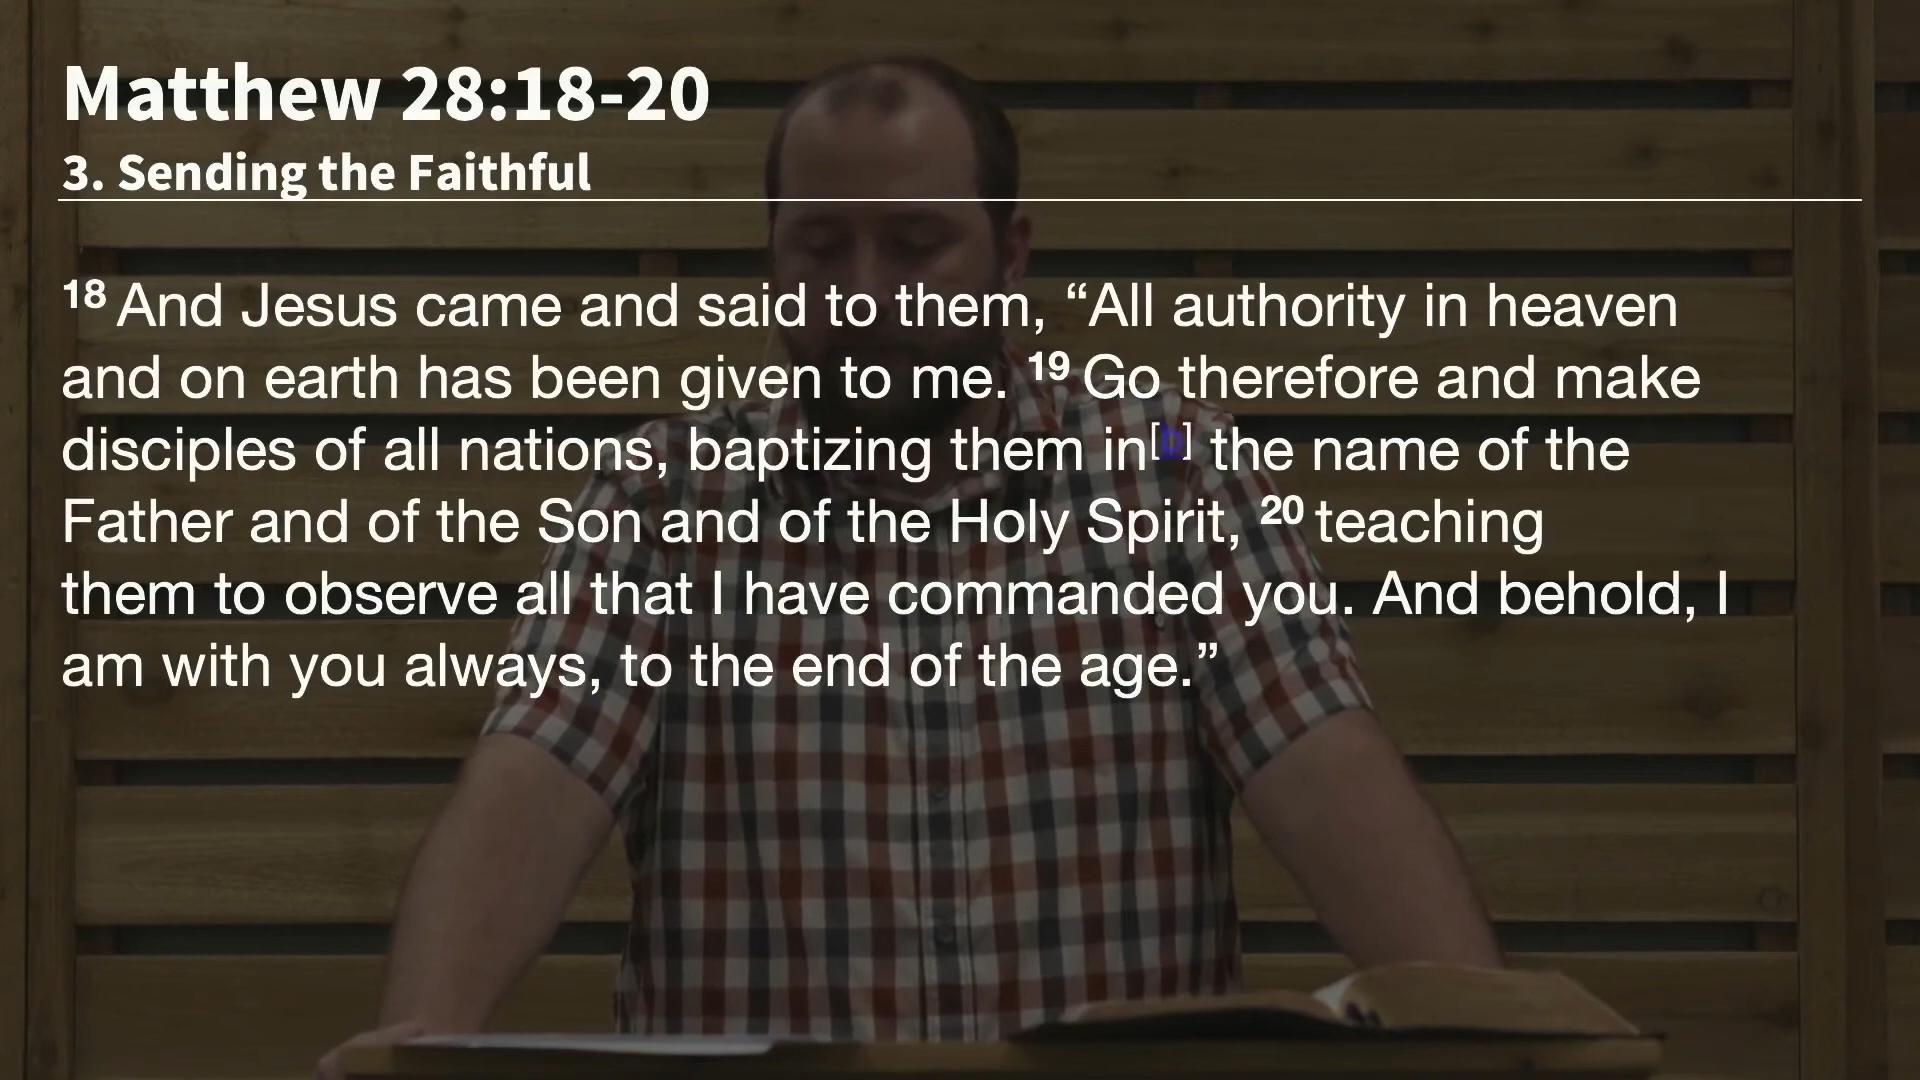 Matthew 28:18-20
3. Sending the Faithful
18 And Jesus came and said to them, “All authority in heaven
and on earth has been given to me. 19 Go therefore and make
disciples of all nations, baptizing them in[b] the name of the
Father and of the Son and of the Holy Spirit, 20 teaching
them to observe all that I have commanded you. And behold, I
am with you always, to the end of the age.”